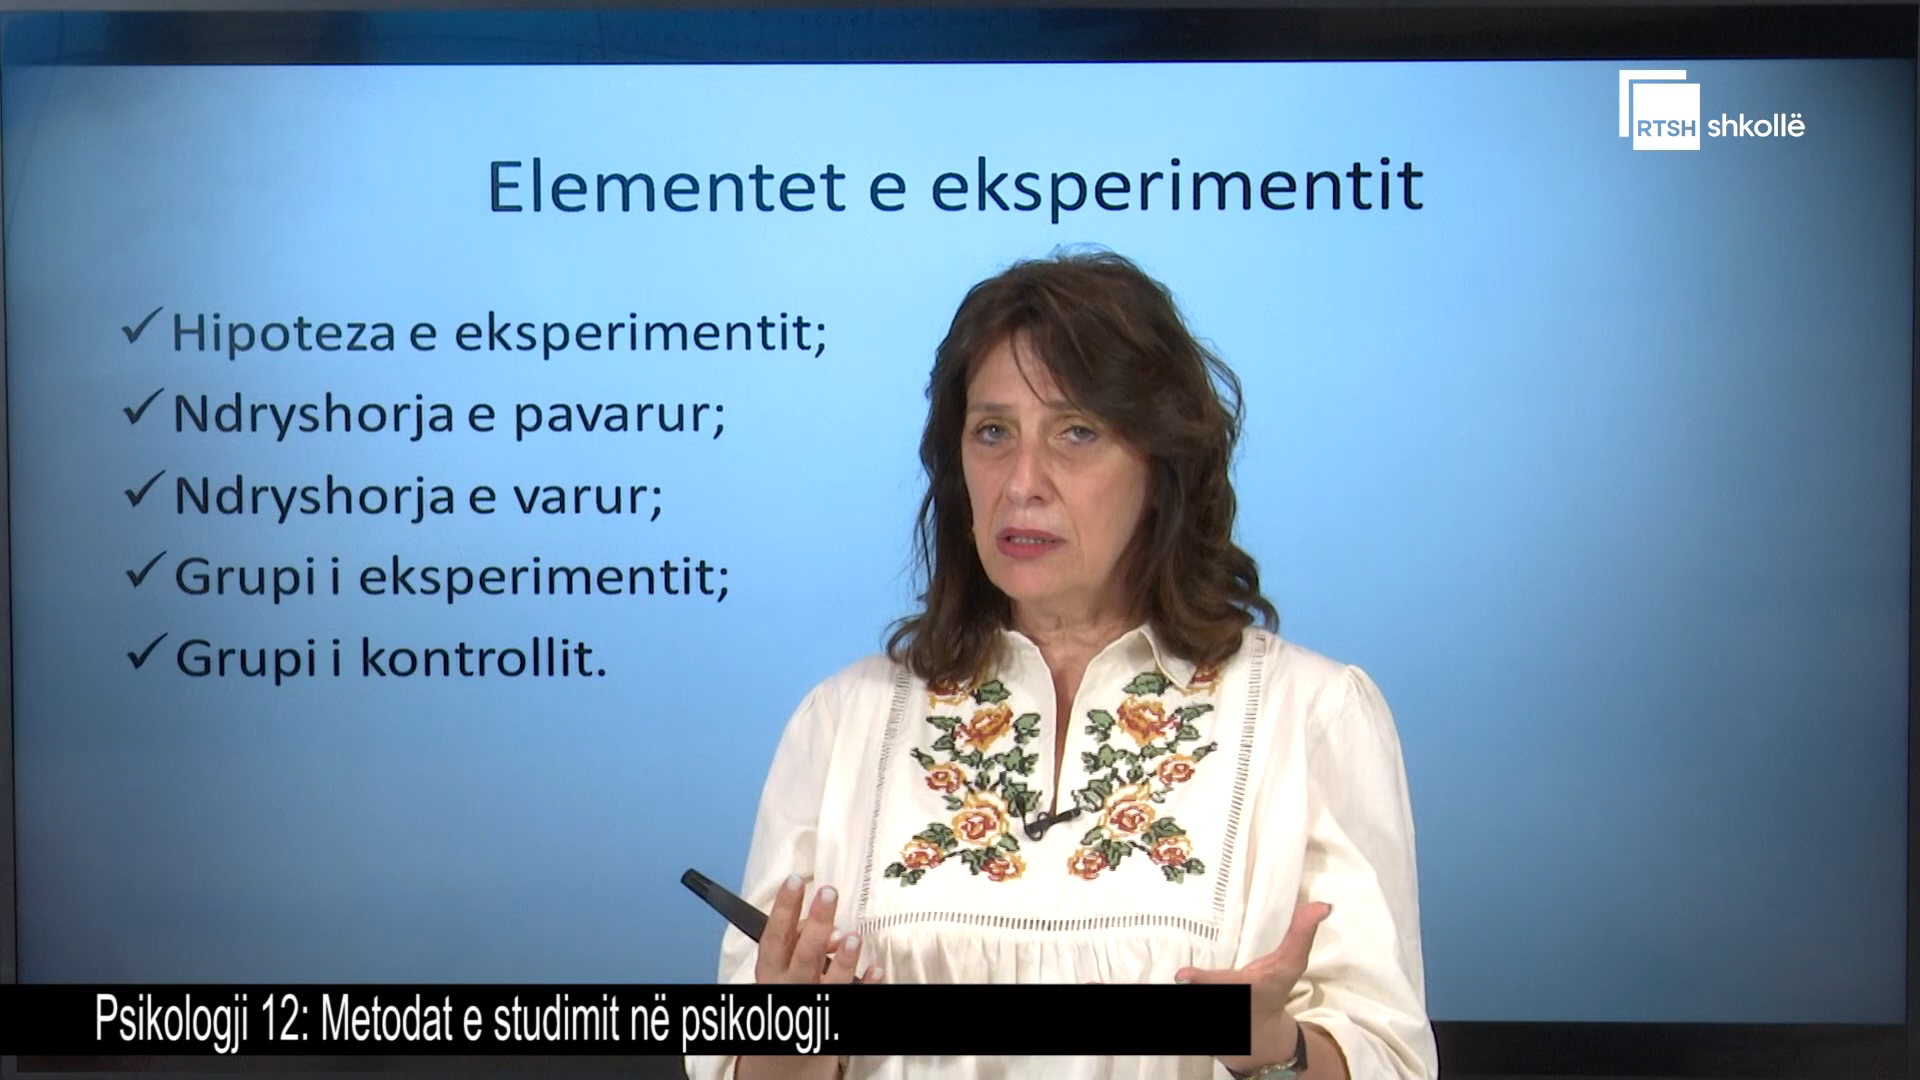 RTSH shkollë
Elementet e eksperimentit
✓ Hipoteza e eksperimentit;
✓ Ndryshorja e pavarur;
✓ Ndryshorja e varur;
✓ Grupi i eksperimentit;
✓ Grupi i kontrollit.
Psikologji 12: Metodat e studimit në psikologji.